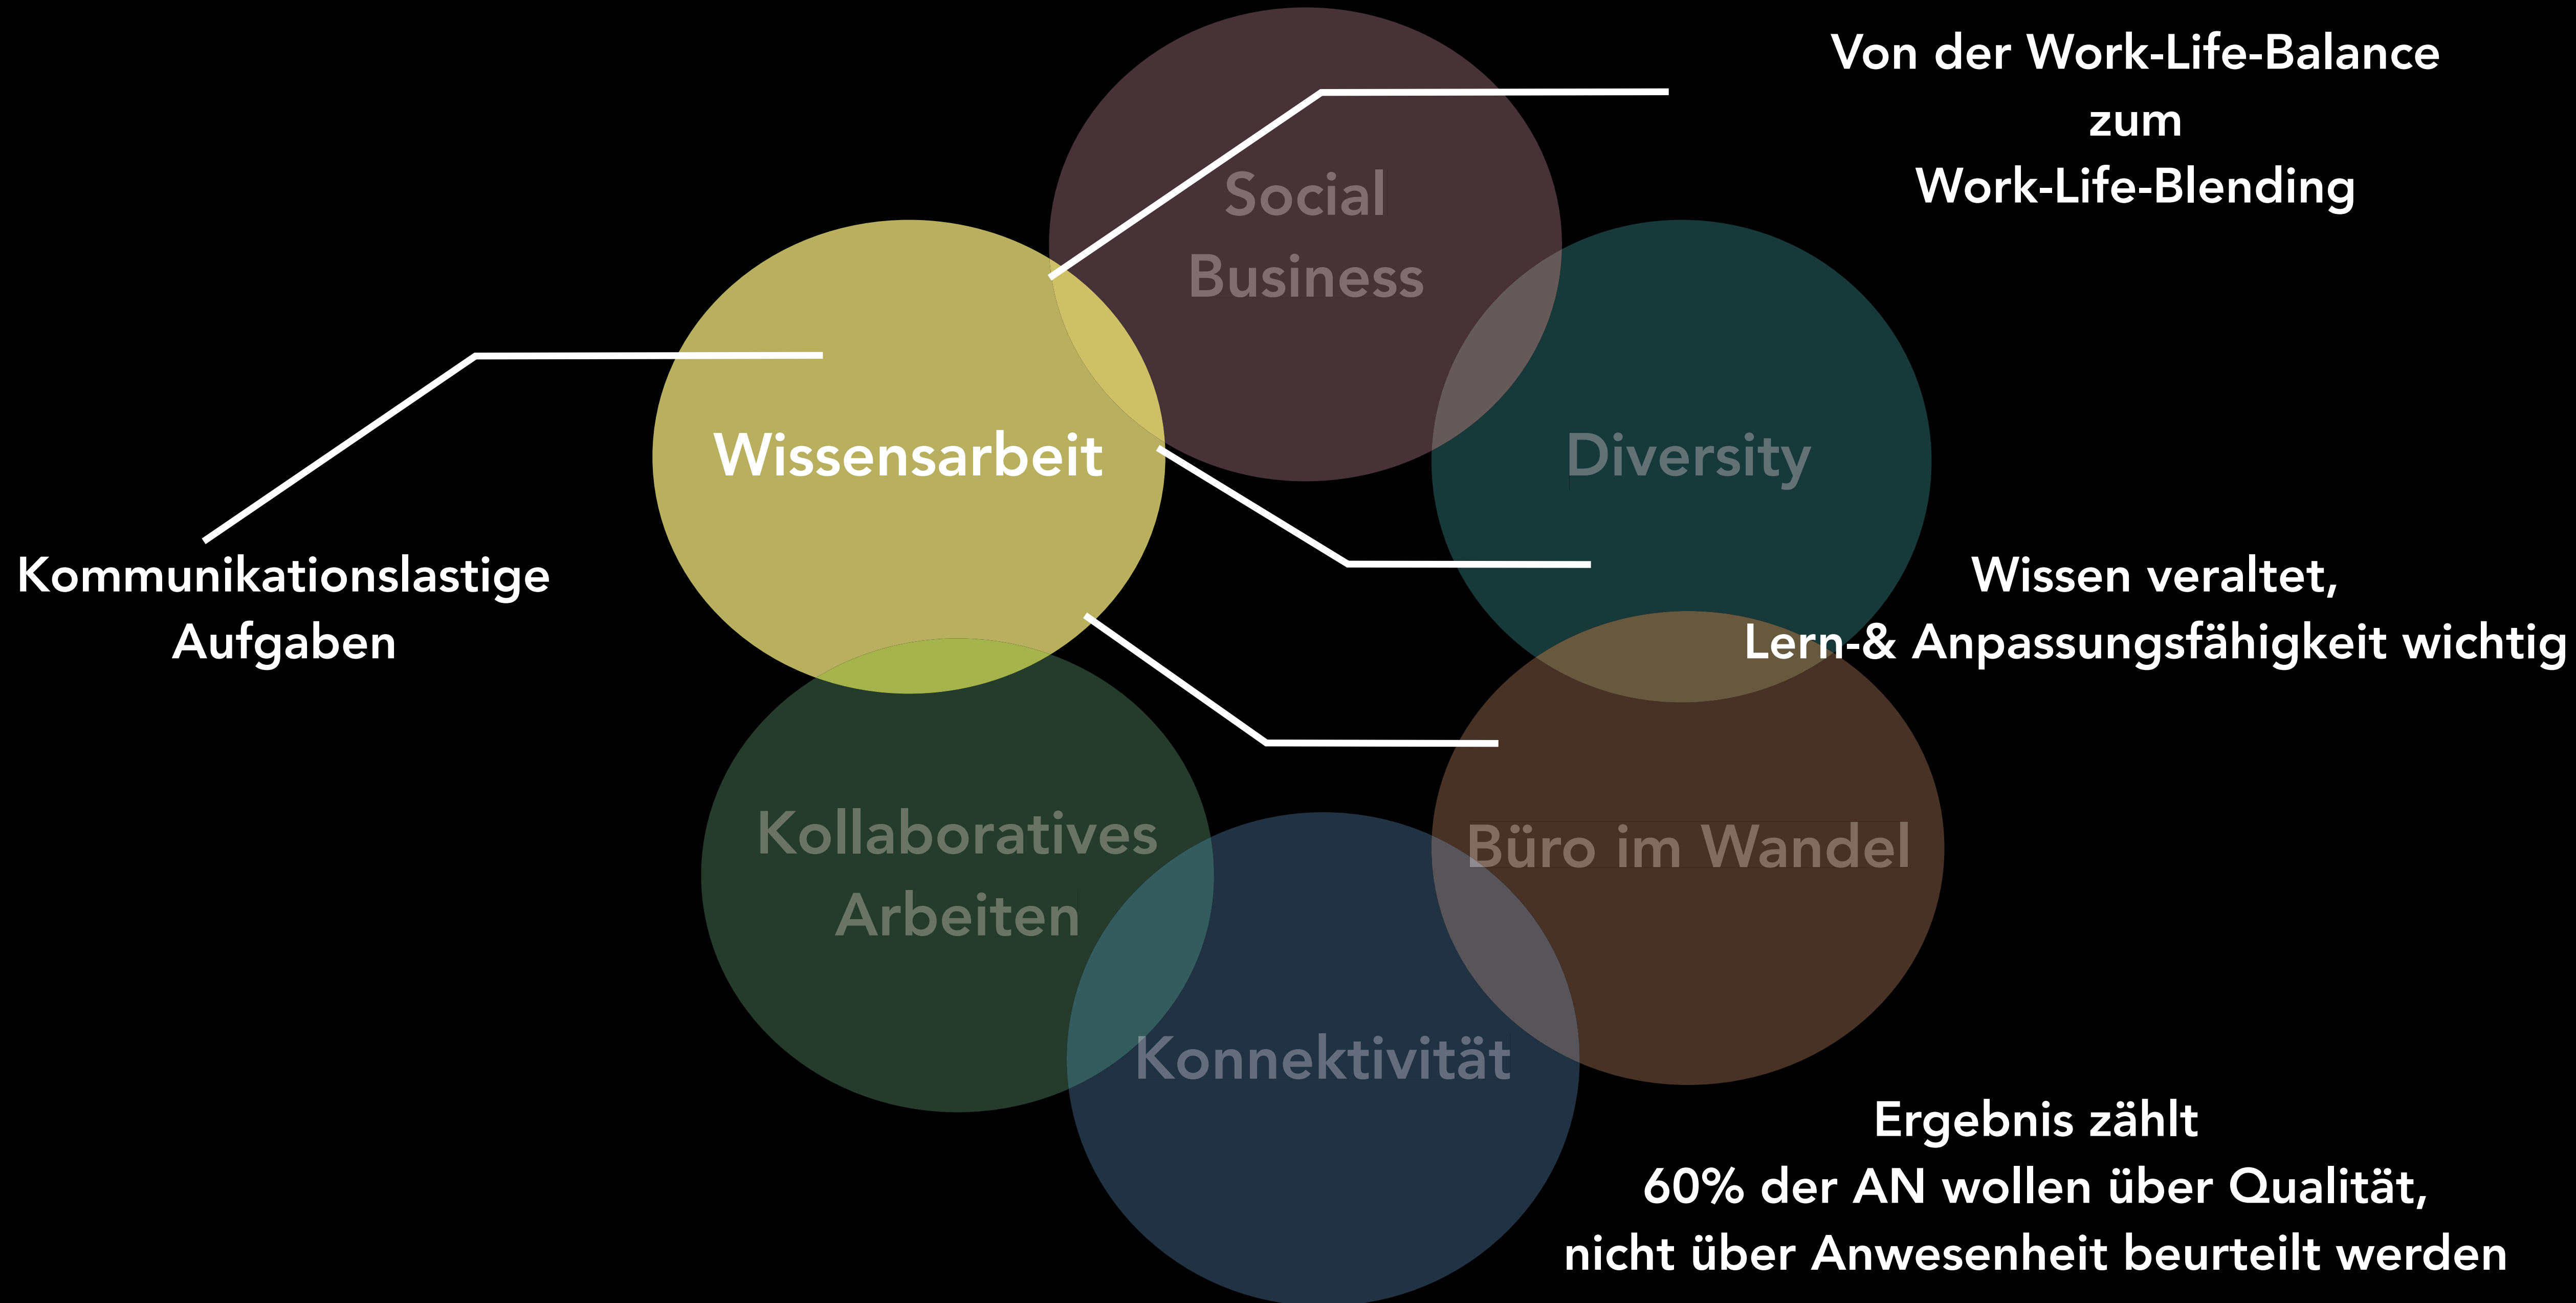 Von der Work-Life-Balance
zum
Work-Life-Blending
Social
Business
Wissensarbeit
Diversity
Kommunikationslastige
Aufgaben
Wissen veraltet,
Lern-& Anpassungsfähigkeit wichtig
Kollaboratives
Arbeiten
Büro im Wandel
Konnektivität
Ergebnis zählt
60% der AN wollen über Qualität,
nicht über Anwesenheit beurteilt werden